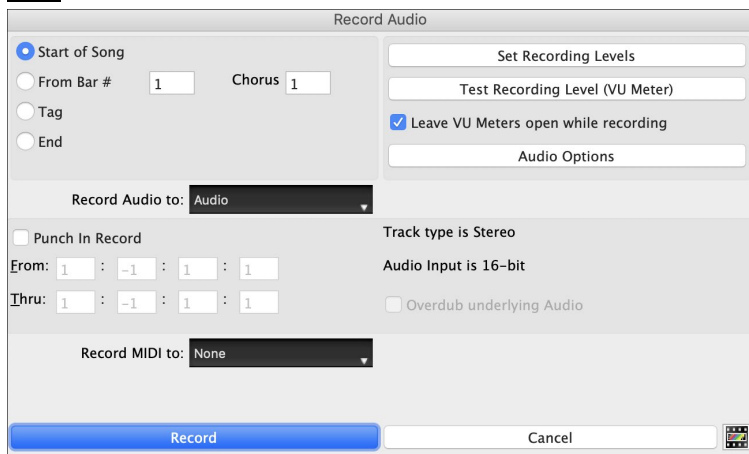 Record Audio
Start of Song
From Bar # 1 Chorus 1
Tag
End
Set Recording Levels
Test Recording Level (VU Meter)
Leave VU Meters open while recording
Audio Options
Record Audio to: Audio
Punch In Record
From: 1 : -1 : 1 : 1
Thru: 1 : -1 : 1 : 1
Track type is Stereo
Audio Input is 16-bit
Overdub underlying Audio
Record MIDI to: None
Record
Cancel